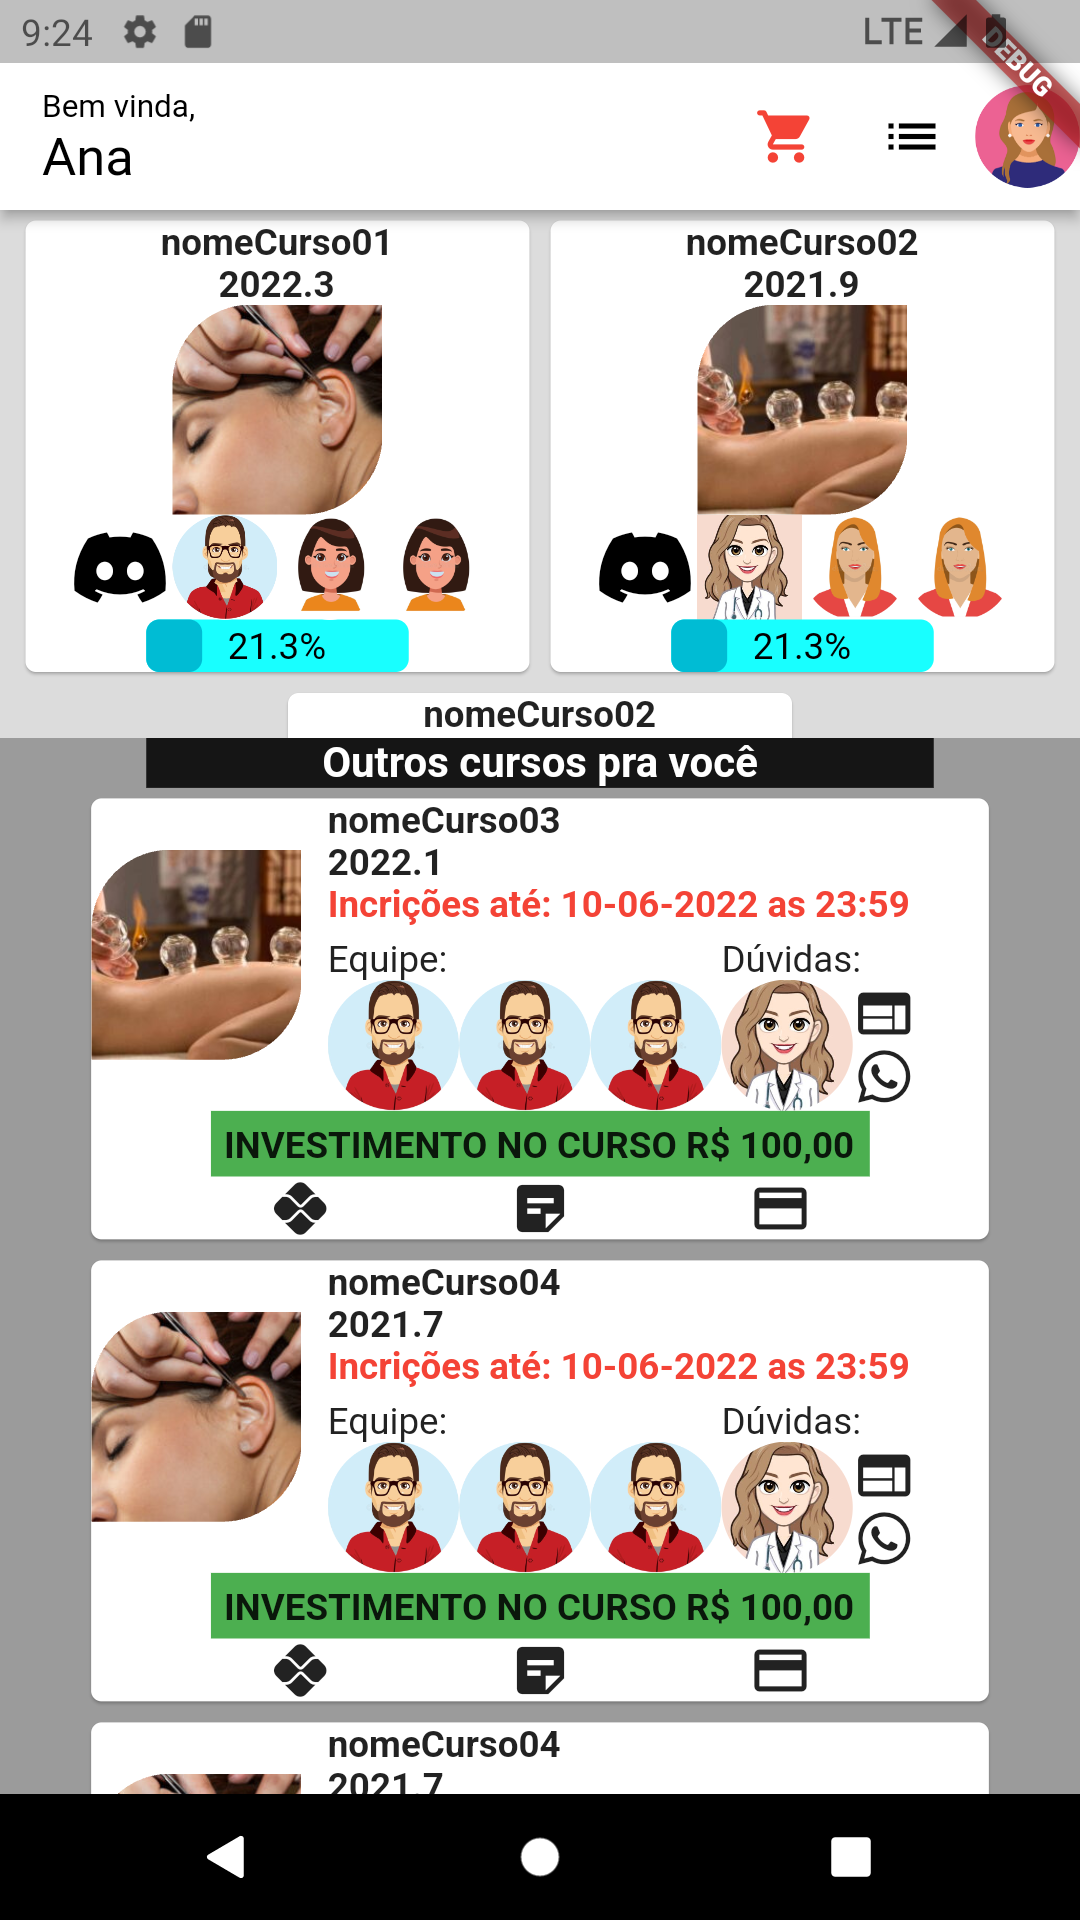 9:24
LTE
DEBUG
Bem vinda,
Ana
nomeCurso01
2022.3
21.3%
nomeCurso02
2021.9
21.3%
nomeCurso02
Outros cursos pra você
nomeCurso03
2022.1
Incrições até: 10-06-2022 as 23:59
Equipe:
Dúvidas:
INVESTIMENTO NO CURSO R$ 100,00
nomeCurso04
2021.7
Incrições até: 10-06-2022 as 23:59
Equipe:
Dúvidas:
INVESTIMENTO NO CURSO R$ 100,00
nomeCurso04
2021.7